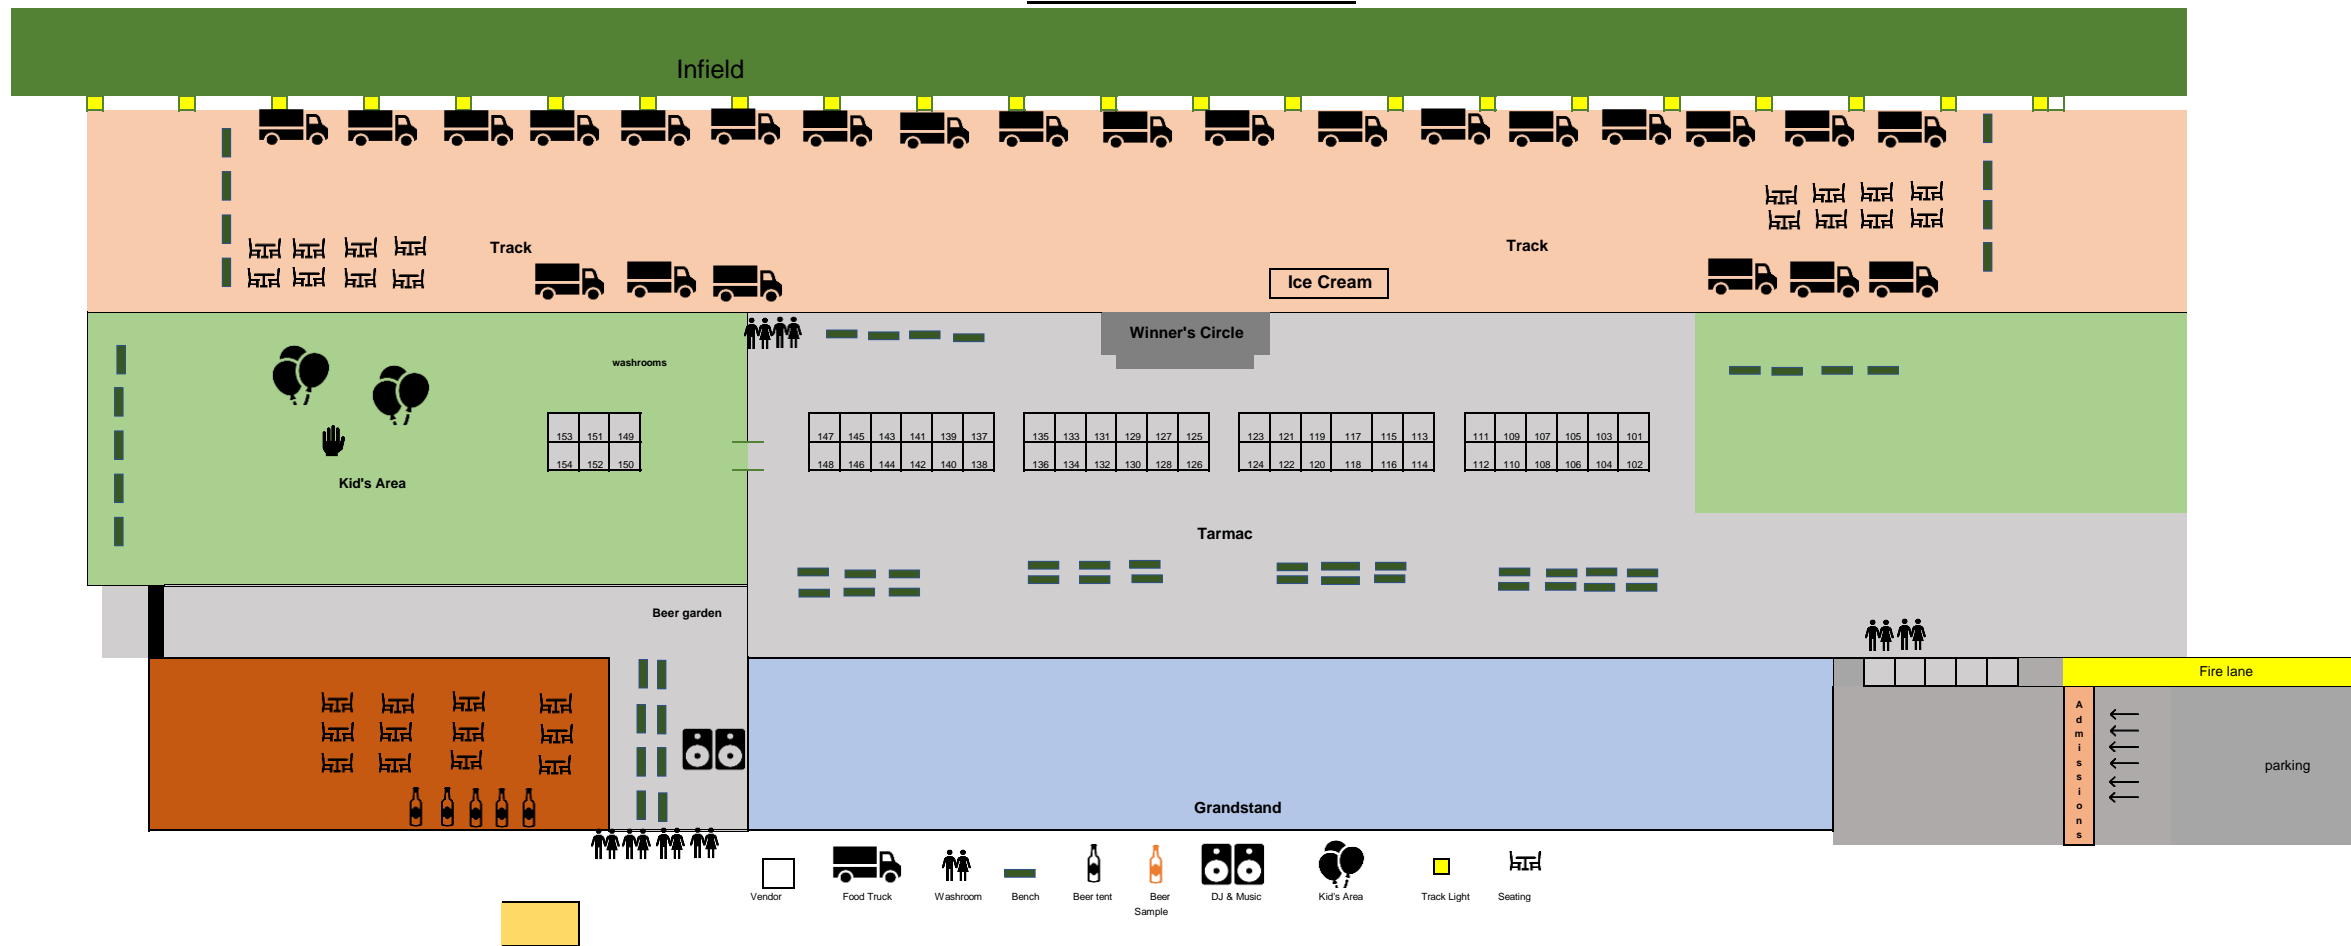 Infield
Track
Track
Ice Cream
Winner's Circle
washrooms
153 151 149
154 152 150
147 145 143 141 139 137
148 146 144 142 140 138
135 133 131 129 127 125
136 134 132 130 128 126
123 121 119 117 115 113
124 122 120 118 116 114
111 109 107 105 103 101
112 110 108 106 104 102
Kid's Area
Tarmac
Beer garden
Fire lane
Admissions
parking
Grandstand
Vendor
Food Truck
Washroom
Bench
Beer tent
Beer
Sample
DJ & Music
Kid's Area
Track Light
Seating